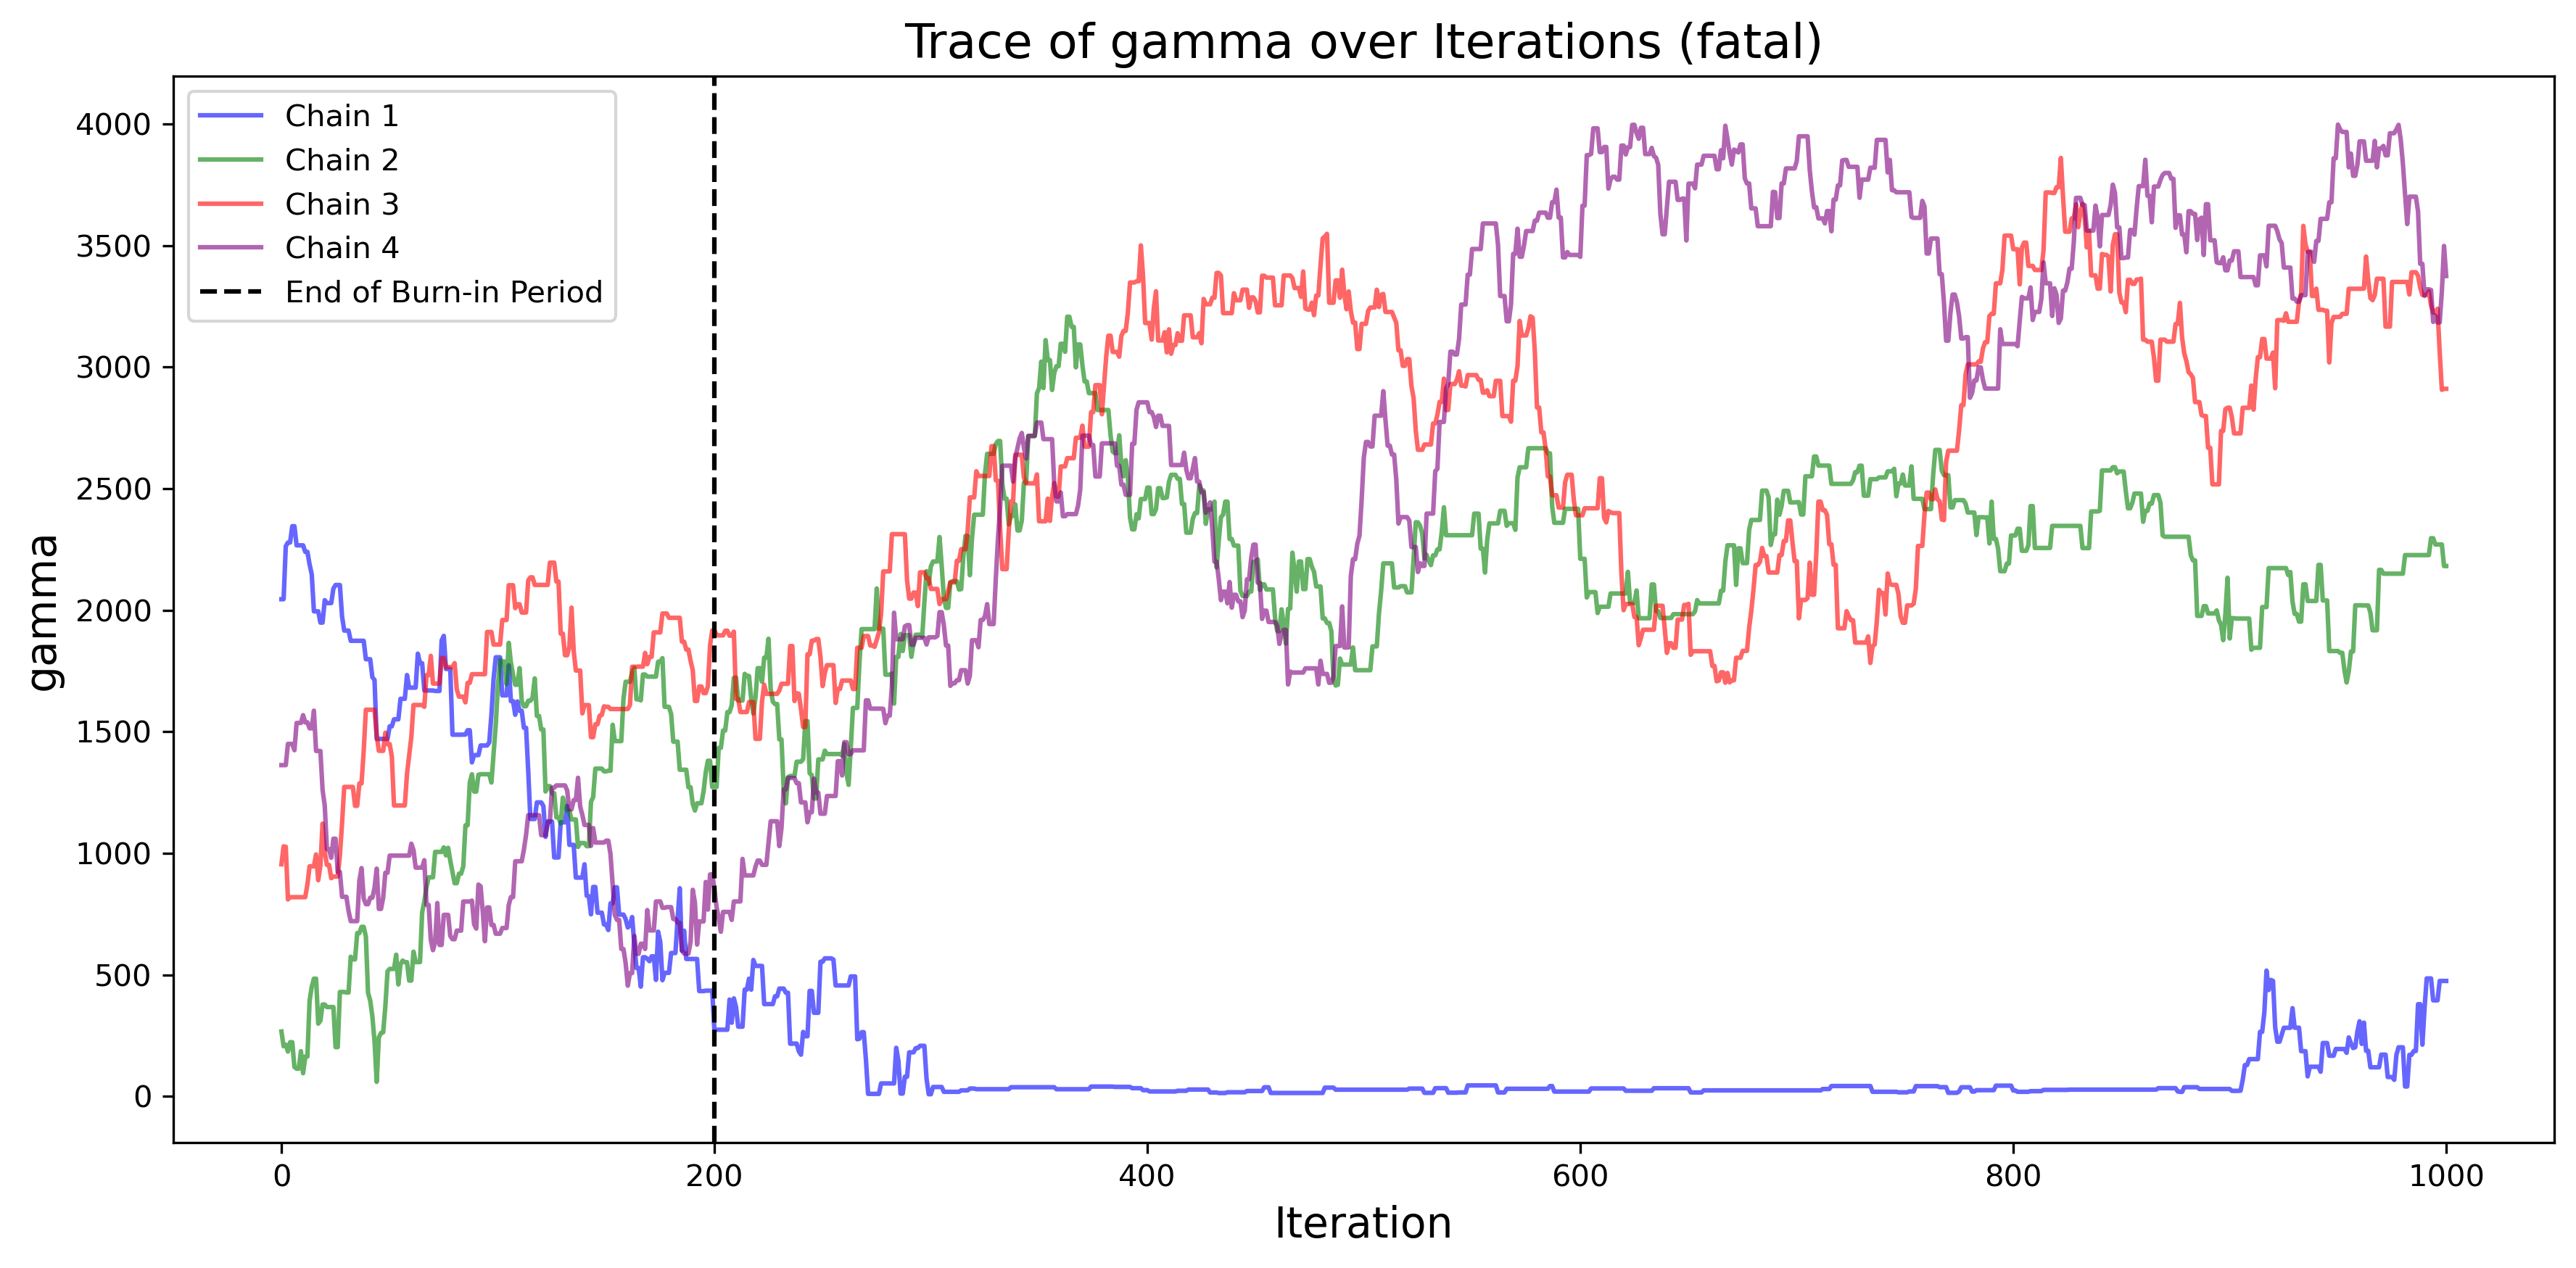 Trace of gamma over Iterations (fatal)
Chain 1
Chain 2
Chain 3
Chain 4
End of Burn-in Period
gamma
4000
3500
3000
2500
2000
1500
1000
500
0
0 200 400 600 800 1000
Iteration